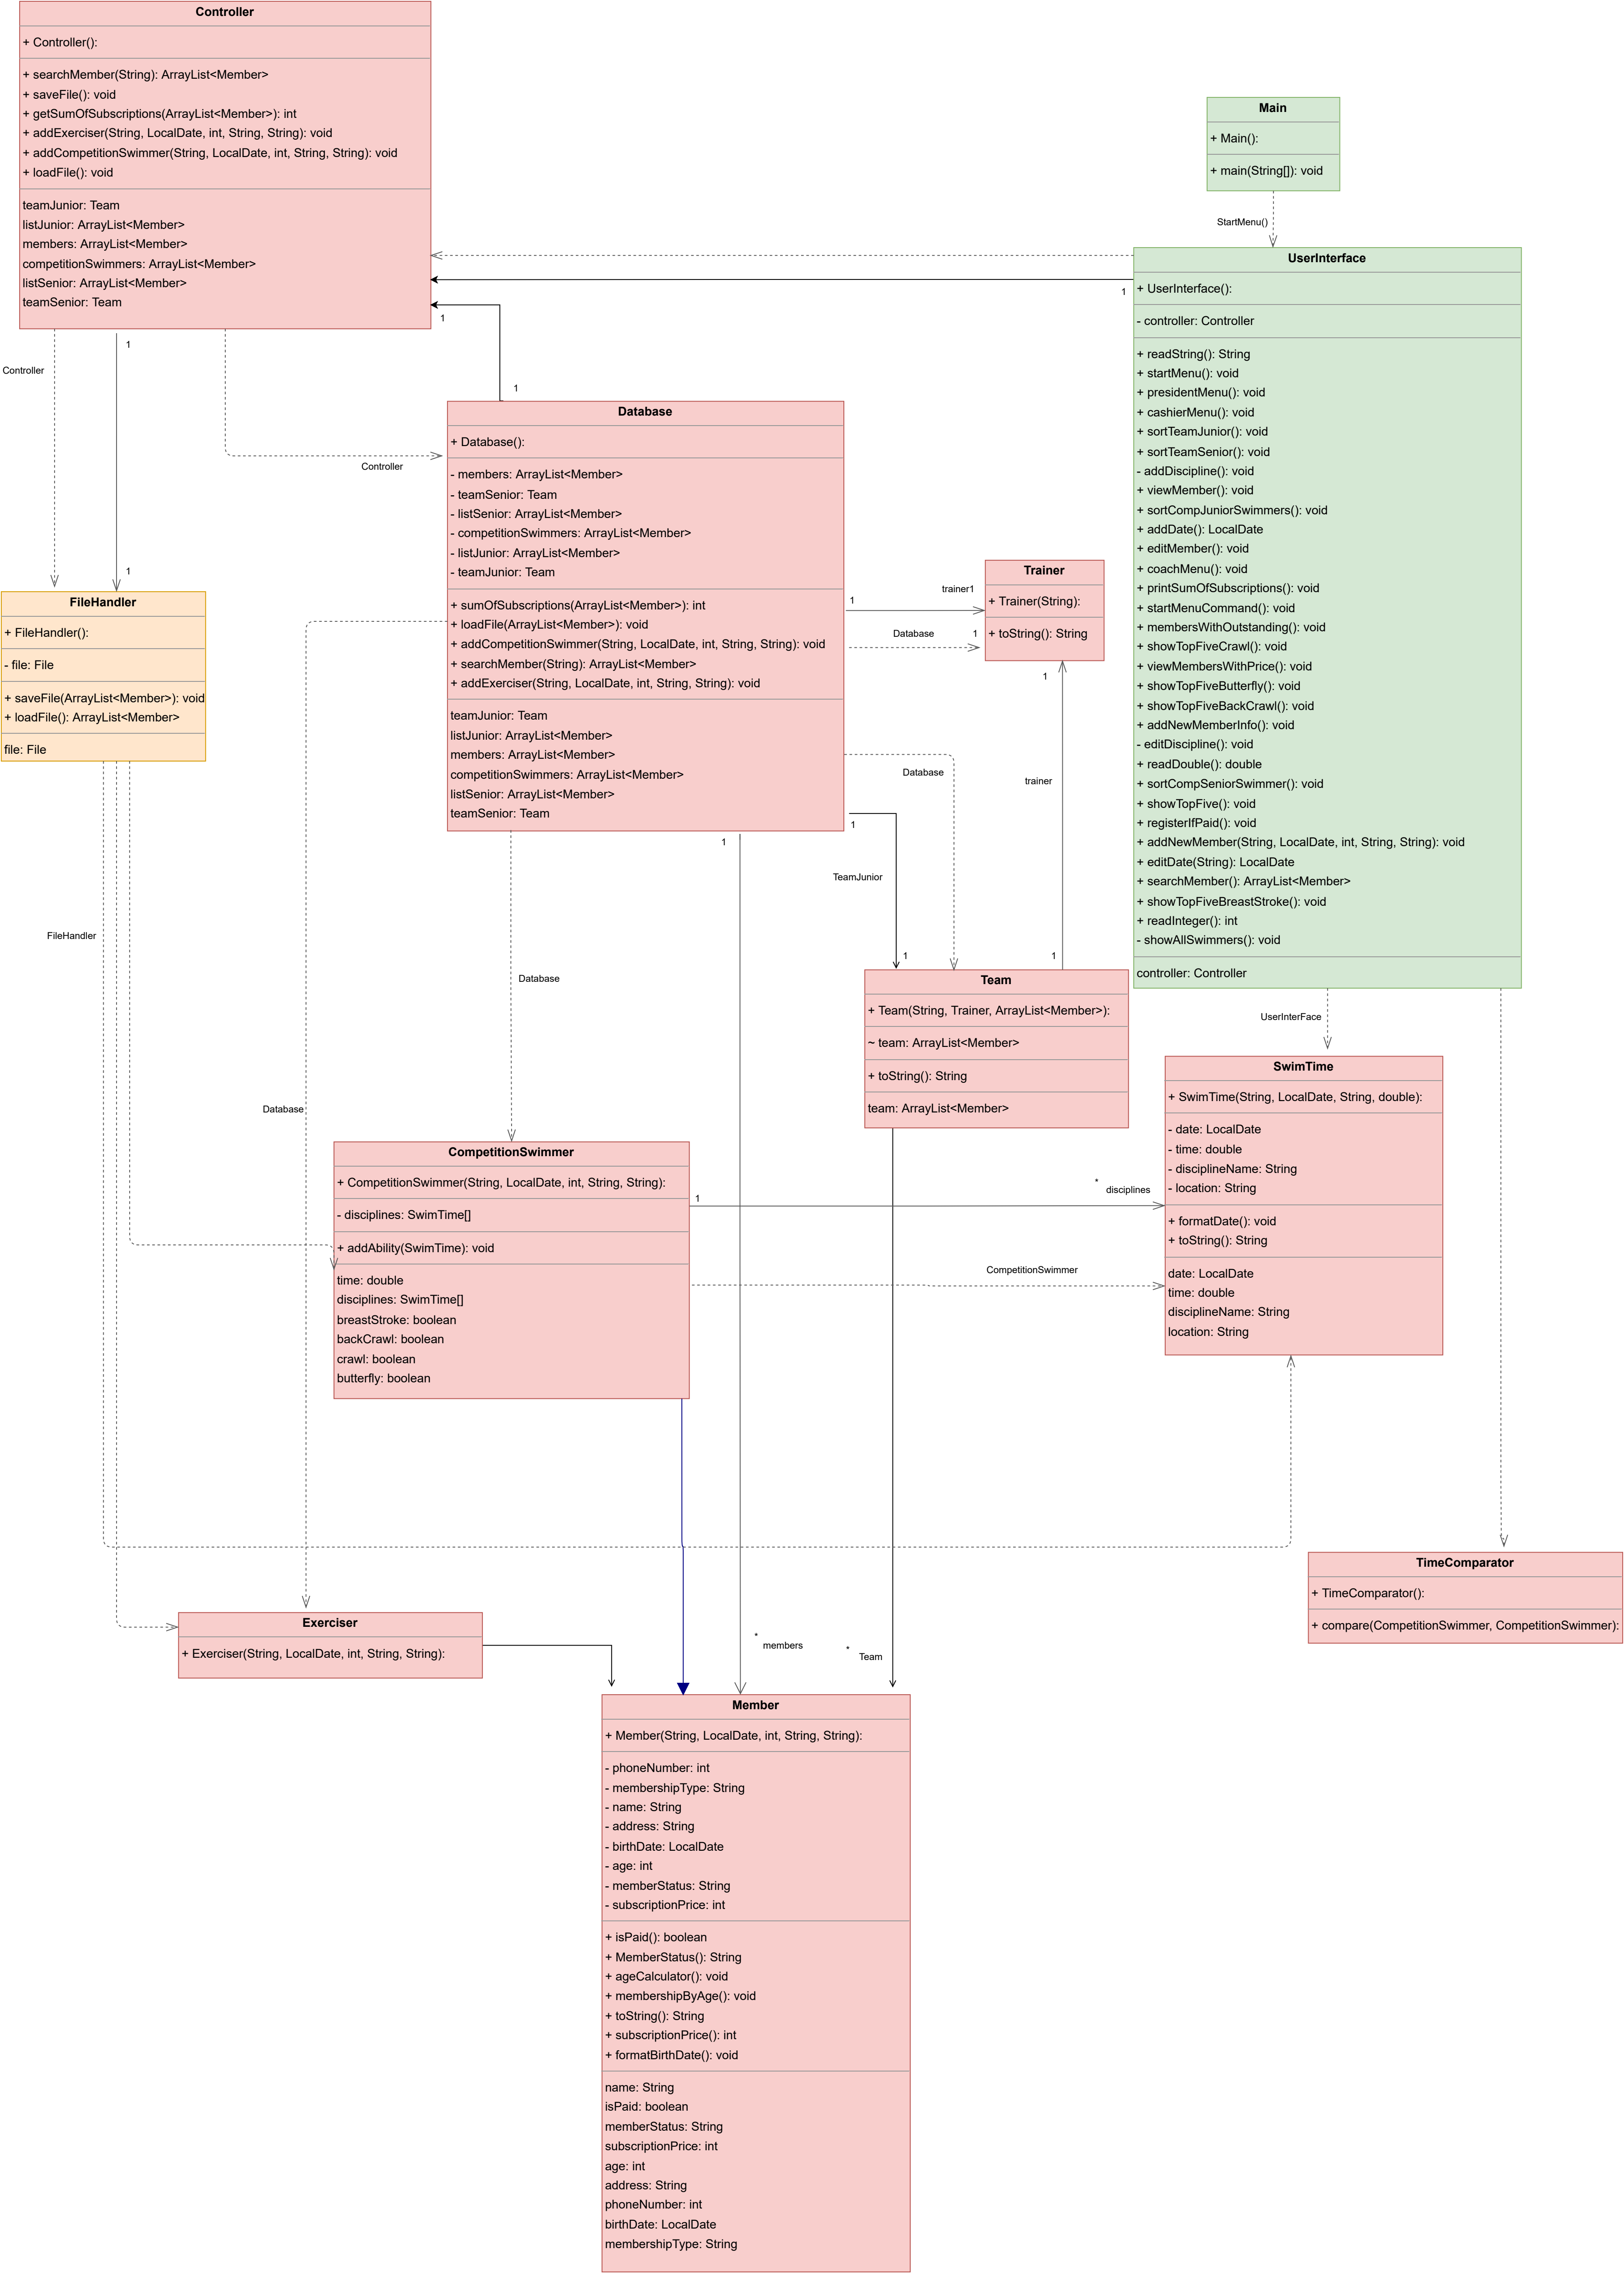 Controller
+ Controller():
+ searchMember(String): ArrayList<Member>
+ saveFile(): void
+ getSumOfSubscriptions(ArrayList<Member>): int
+ addExerciser(String, LocalDate, int, String, String): void
+ addCompetitionSwimmer(String, LocalDate, int, String, String): void
+ loadFile(): void
teamJunior: Team
listJunior: ArrayList<Member>
members: ArrayList<Member>
competitionSwimmers: ArrayList<Member>
listSenior: ArrayList<Member>
teamSenior: Team
Main
+ Main():
+ main(String[]): void
StartMenu()
UserInterface
+ UserInterface():
- controller: Controller
+ readString(): String
+ startMenu(): void
+ presidentMenu(): void
+ cashierMenu(): void
+ sortTeamJunior(): void
+ sortTeamSenior(): void
- addDiscipline(): void
+ viewMember(): void
+ sortCompJuniorSwimmers(): void
+ addDate(): LocalDate
+ editMember(): void
+ coachMenu(): void
+ printSumOfSubscriptions(): void
+ startMenuCommand(): void
+ membersWithOutstanding(): void
+ showTopFiveCrawl(): void
+ viewMembersWithPrice(): void
+ showTopFiveButterfly(): void
+ showTopFiveBackCrawl(): void
+ addNewMemberInfo(): void
- editDiscipline(): void
+ readDouble(): double
+ sortCompSeniorSwimmer(): void
+ showTopFive(): void
+ registerIfPaid(): void
+ addNewMember(String, LocalDate, int, String, String): void
+ editDate(String): LocalDate
+ searchMember(): ArrayList<Member>
+ showTopFiveBreastStroke(): void
+ readInteger(): int
- showAllSwimmers(): void
controller: Controller
1
1
1
1
Controller
Controller
1
FileHandler
+ FileHandler():
- file: File
+ saveFile(ArrayList<Member>): void
+ loadFile(): ArrayList<Member>
file: File
Database
+ Database():
- members: ArrayList<Member>
- teamSenior: Team
- listSenior: ArrayList<Member>
- competitionSwimmers: ArrayList<Member>
- listJunior: ArrayList<Member>
- teamJunior: Team
+ sumOfSubscriptions(ArrayList<Member>): int
+ loadFile(ArrayList<Member>): void
+ addCompetitionSwimmer(String, LocalDate, int, String, String): void
+ searchMember(String): ArrayList<Member>
+ addExerciser(String, LocalDate, int, String, String): void
teamJunior: Team
listJunior: ArrayList<Member>
members: ArrayList<Member>
competitionSwimmers: ArrayList<Member>
listSenior: ArrayList<Member>
teamSenior: Team
trainer1
1
Database
1
Trainer
+ Trainer(String):
+ toString(): String
1
trainer
1
Database
1
TeamJunior
1
1
FileHandler
Database
Database
Team
+ Team(String, Trainer, ArrayList<Member>):
~ team: ArrayList<Member>
+ toString(): String
team: ArrayList<Member>
UserInterFace
SwimTime
+ SwimTime(String, LocalDate, String, double):
- date: LocalDate
- time: double
- disciplineName: String
- location: String
+ formatDate(): void
+ toString(): String
date: LocalDate
time: double
disciplineName: String
location: String
CompetitionSwimmer
+ CompetitionSwimmer(String, LocalDate, int, String, String):
- disciplines: SwimTime[]
+ addAbility(SwimTime): void
time: double
disciplines: SwimTime[]
breastStroke: boolean
backCrawl: boolean
crawl: boolean
butterfly: boolean
1
*
disciplines
CompetitionSwimmer
TimeComparator
+ TimeComparator():
+ compare(CompetitionSwimmer, CompetitionSwimmer):
Exerciser
+ Exerciser(String, LocalDate, int, String, String):
*
members
*
Team
Member
+ Member(String, LocalDate, int, String, String):
- phoneNumber: int
- membershipType: String
- name: String
- address: String
- birthDate: LocalDate
- age: int
- memberStatus: String
- subscriptionPrice: int
+ isPaid(): boolean
+ MemberStatus(): String
+ ageCalculator(): void
+ membershipByAge(): void
+ toString(): String
+ subscriptionPrice(): int
+ formatBirthDate(): void
name: String
isPaid: boolean
memberStatus: String
subscriptionPrice: int
age: int
address: String
phoneNumber: int
birthDate: LocalDate
membershipType: String